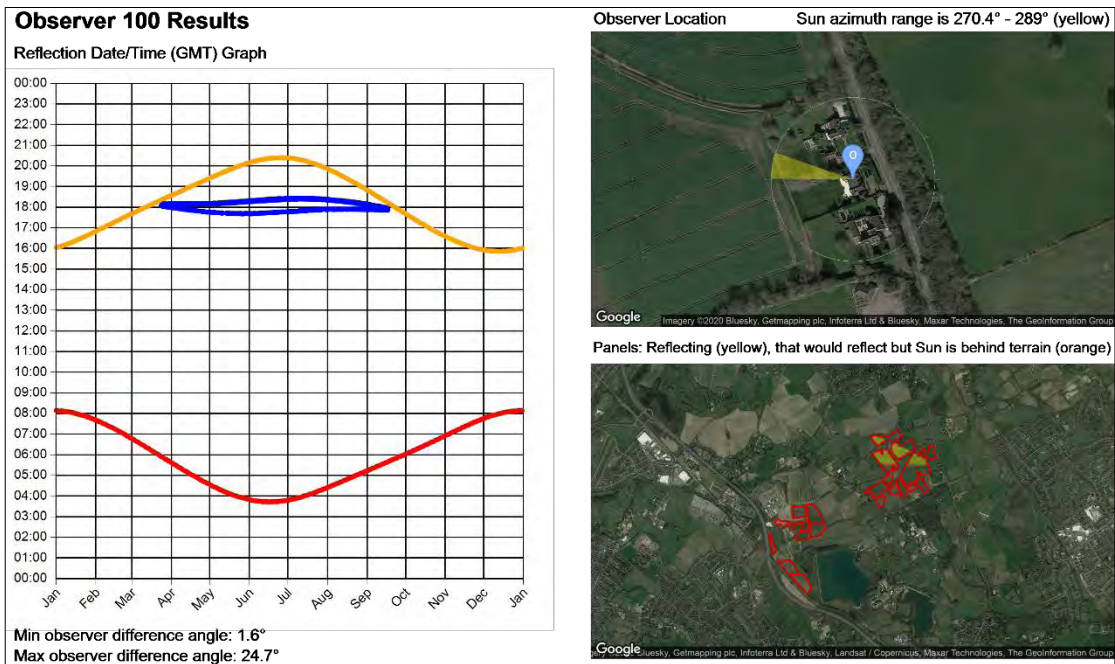 Observer 100 Results
Reflection Date/Time (GMT) Graph
00:00
23:00
22:00
21:00
20:00
19:00
18:00
17:00
16:00
15:00
14:00
13:00
12:00
11:00
10:00
09:00
08:00
07:00
06:00
05:00
04:00
03:00
02:00
01:00
00:00
Jan Feb Mar Apr May Jun Jul Aug Sep Oct Nov Dec Jan
Min observer difference angle: 1.6°
Max observer difference angle: 24.7°
Observer Location Sun azimuth range is 270.4° - 289° (yellow)
O
Google
Imagery ©2020 Bluesky, Getmapping plc, Infoterra Ltd & Bluesky, Maxar Technologies, The GeoInformation Group
Panels: Reflecting (yellow), that would reflect but Sun is behind terrain (orange)
Google
Bluesky, Getmapping plc, Infoterra Ltd & Bluesky, Landsat / Copernicus, Maxar Technologies, The GeoInformation Group